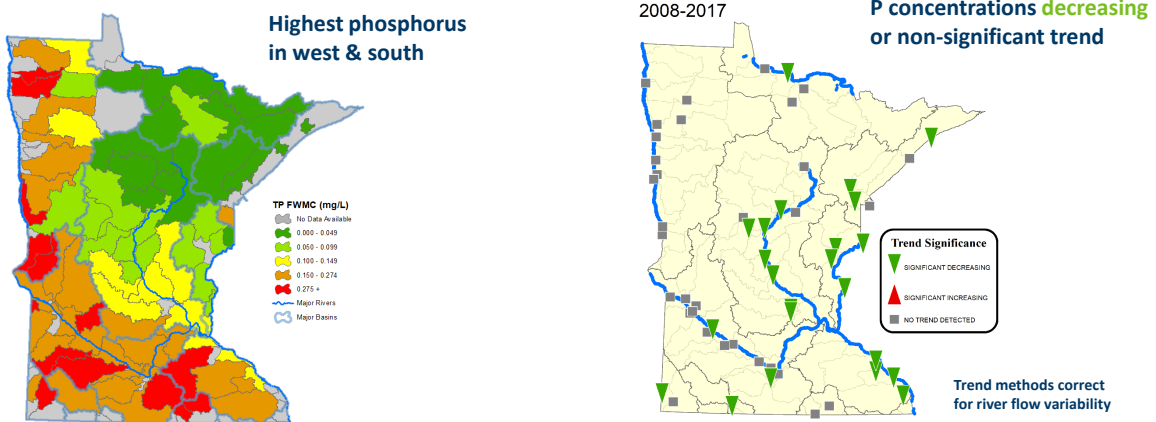 Highest phosphorus
in west & south
TP FWMC (mg/L)
No Data Available
0.000 - 0.049
0.050 - 0.099
0.100 - 0.149
0.150 - 0.274
0.275 +
Major Rivers
Major Basins
2008-2017
P concentrations decreasing
or non-significant trend
Trend Significance
SIGNIFICANT DECREASING
SIGNIFICANT INCREASING
NO TREND DETECTED
Trend methods correct
for river flow variability